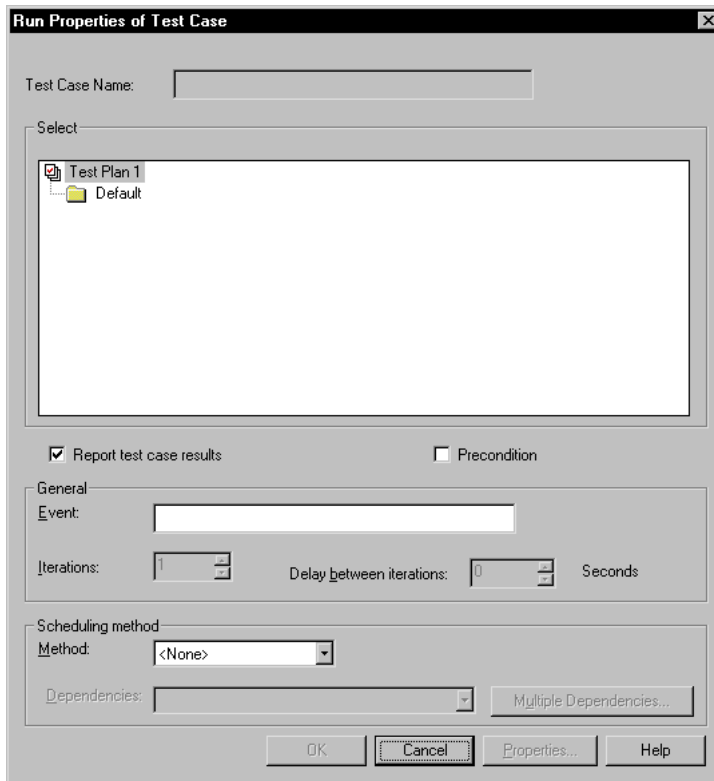 Run Properties of Test Case
Test Case Name:
Select
Test Plan 1
Default
Report test case results
Precondition
General
Event:
Iterations: 1 Delay between iterations: 0 Seconds
Scheduling method
Method: <None>
Dependencies: Multiple Dependencies...
OK Cancel Properties... Help